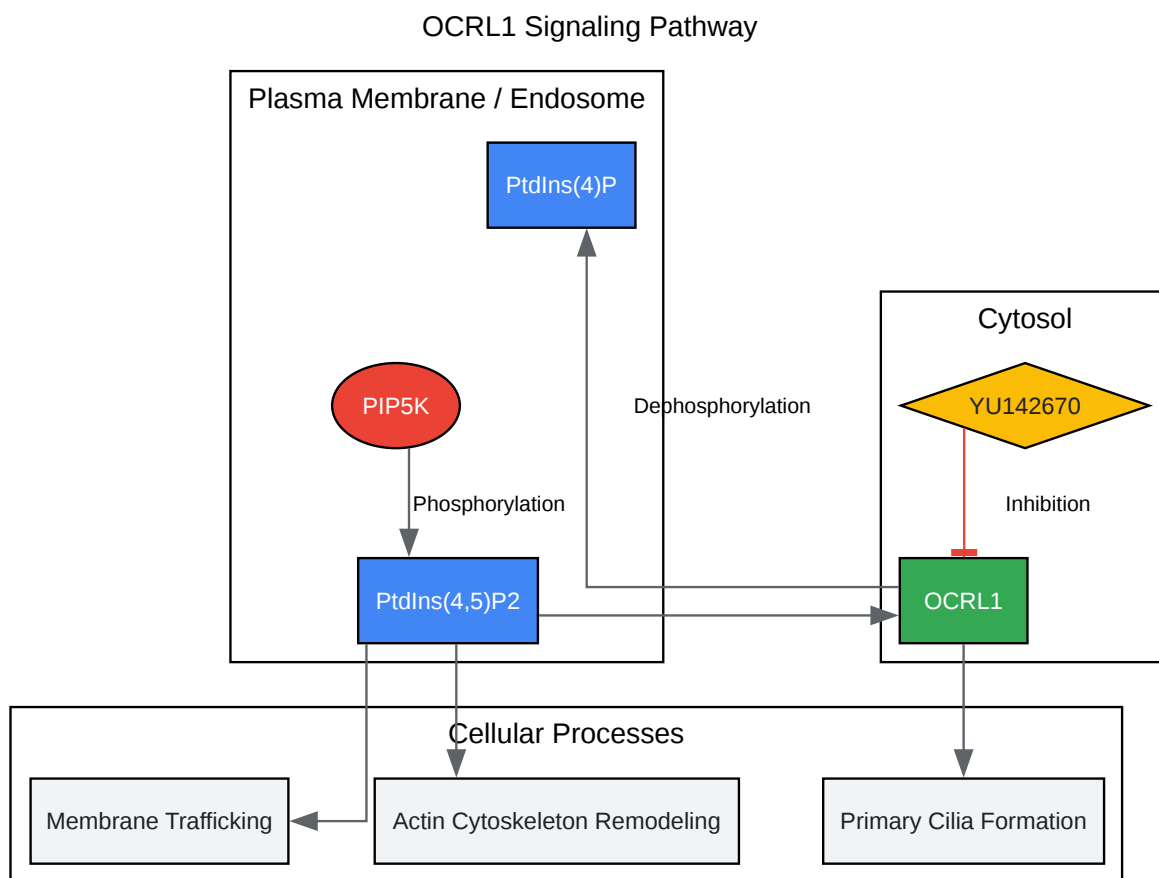 OCRL1 Signaling Pathway
Plasma Membrane / Endosome
PtdIns(4)P
Cytosol
PIP5K
Dephosphorylation
YU142670
Phosphorylation
Inhibition
PtdIns(4,5)P2
OCRL1
Cellular Processes
Membrane Trafficking
Actin Cytoskeleton Remodeling
Primary Cilia Formation